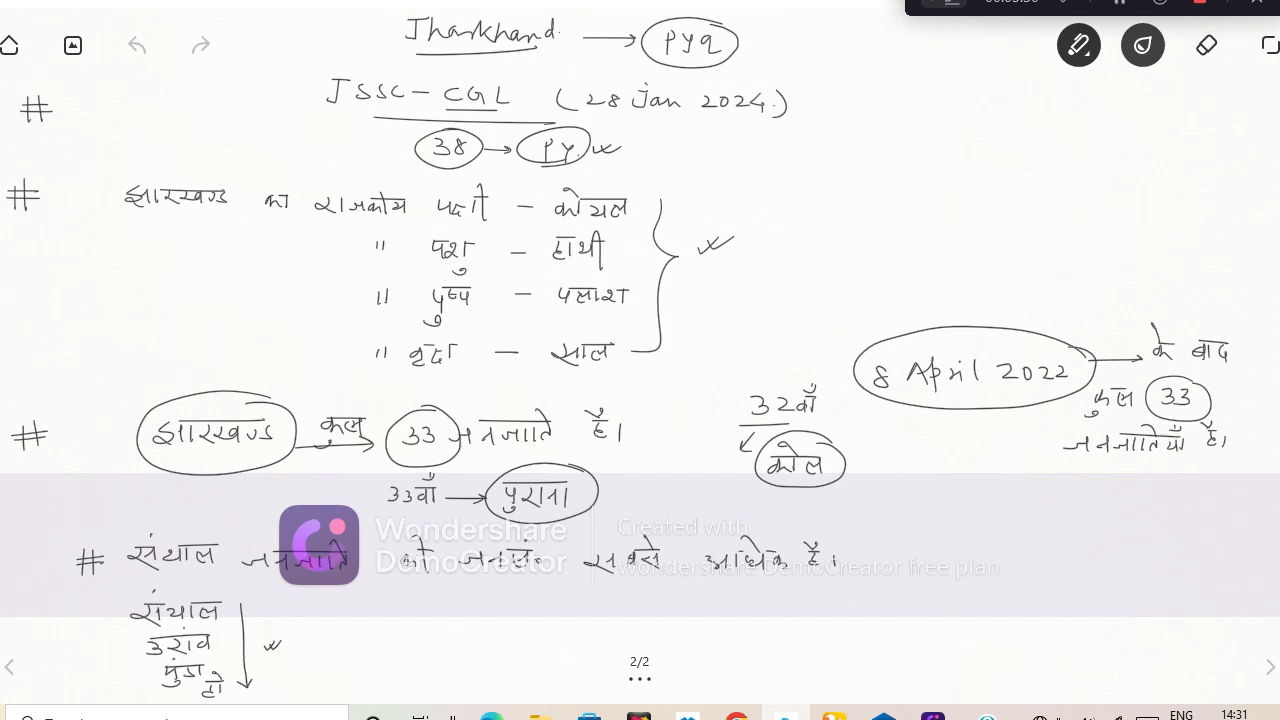 Jharkhand. → PYQ
# JSSC - CGL (28 Jan 2024.)
38 → PY.
# झारखण्ड का राजकीय पक्षी - कोयल
" पशु - हाथी
" पुष्प - पलाश
" वृक्ष - साल
8 April 2022 → के बाद
कुल 33
जनजातियाँ है।
# झारखण्ड कुल → 33 जनजाति है।
32वाँ
कोल
33वाँ → पुरान
Wondershare
DemoCreator
Created with
Wondershare DemoCreator free plan
# संथाल जनजाति की जनसं० सबसे अधिक है।
संथाल
उरांव
मुंडा
हो
2/2
ENG
14:31